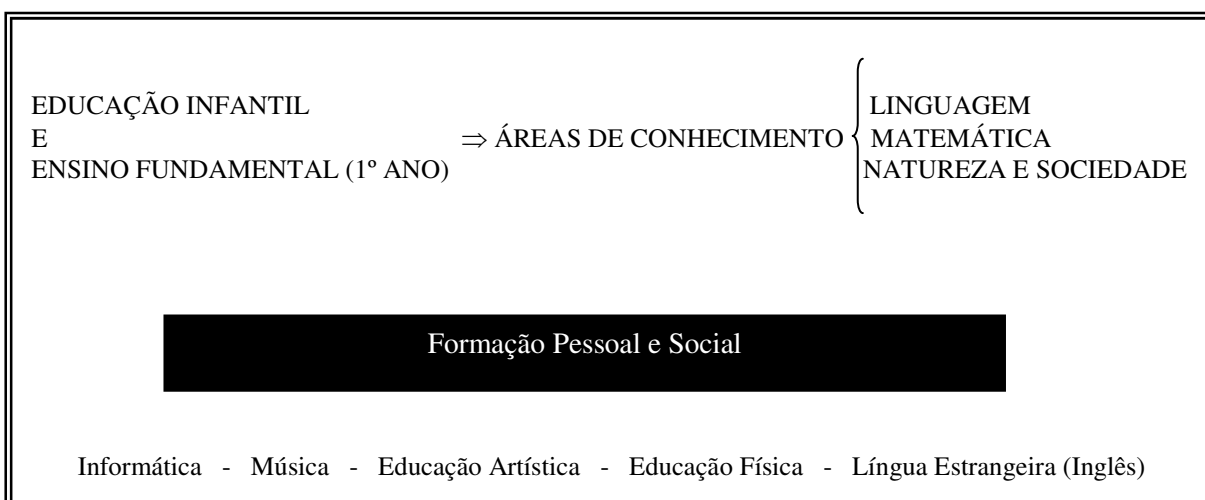 EDUCAÇÃO INFANTIL
E
ENSINO FUNDAMENTAL (1º ANO)
⇒ ÁREAS DE CONHECIMENTO
LINGUAGEM
MATEMÁTICA
NATUREZA E SOCIEDADE
Formação Pessoal e Social
Informática - Música - Educação Artística - Educação Física - Língua Estrangeira (Inglês)